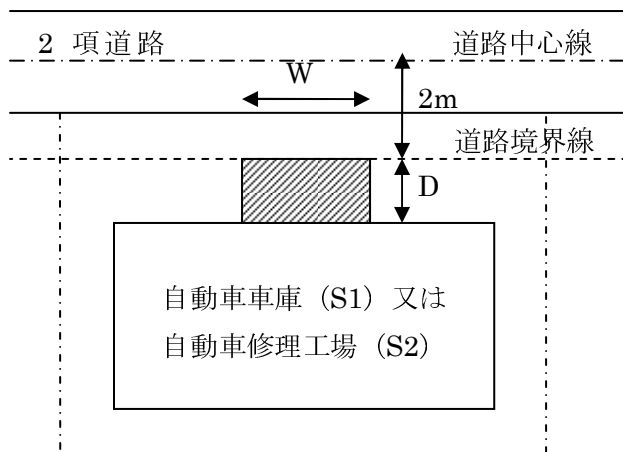 2 項道路
道路中心線
W
2m
道路境界線
D
自動車車庫（S1）又は
自動車修理工場（S2）